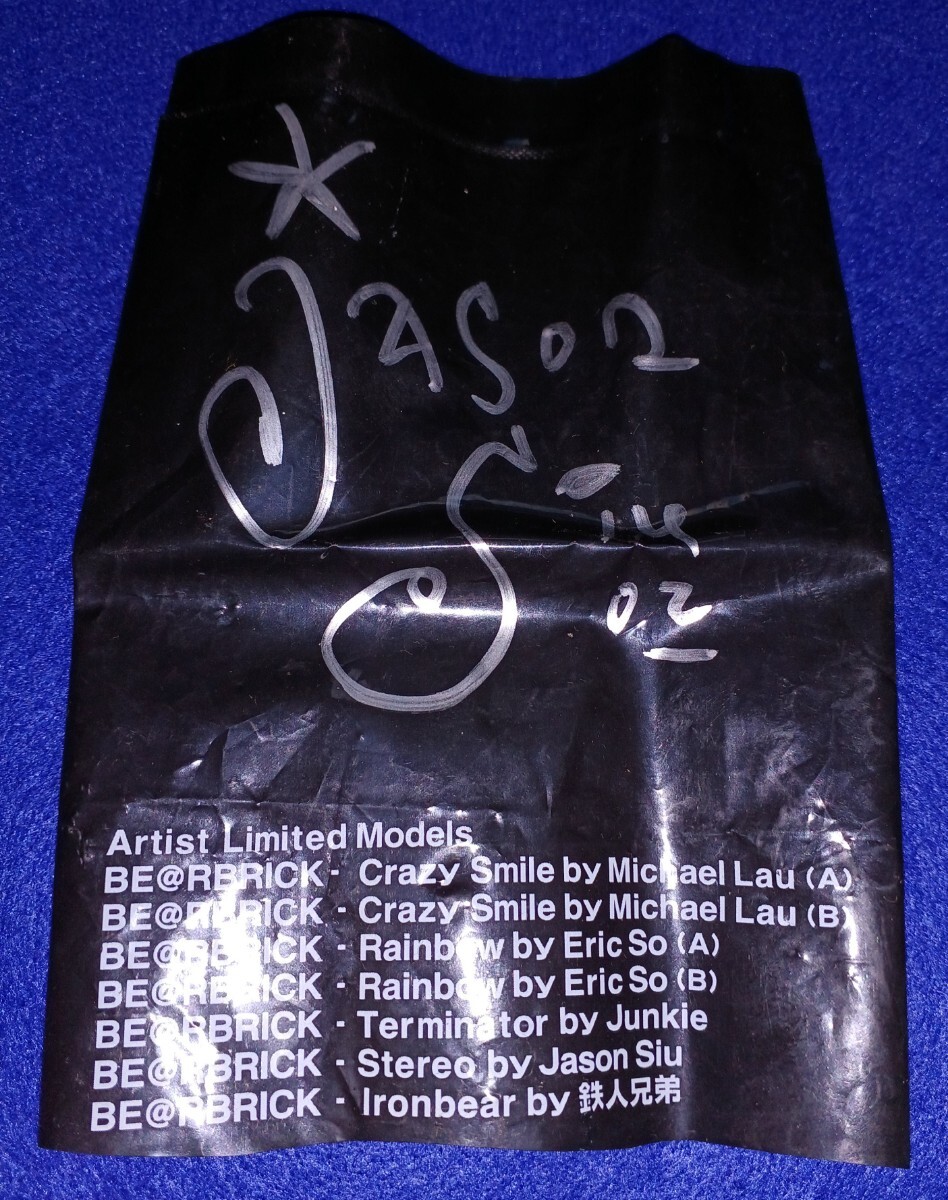 Jason
Siu
02
Artist Limited Models
BE@RBRICK - Crazy Smile by Michael Lau (A)
BE@RBRICK - Crazy Smile by Michael Lau (B)
BE@RBRICK - Rainbow by Eric So (A)
BE@RBRICK - Rainbow by Eric So (B)
BE@RBRICK - Terminator by Junkie
BE@RBRICK - Stereo by Jason Siu
BE@RBRICK - Ironbear by 鉄人兄弟